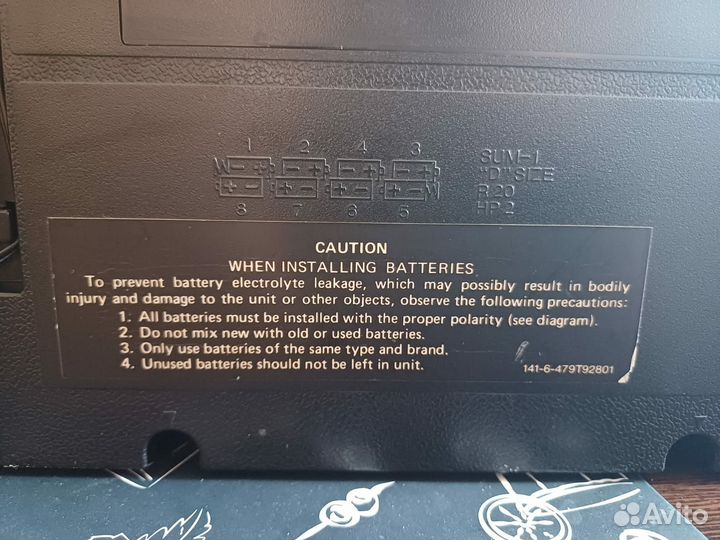 1 2 4 3
SUM-1
"D" SIZE
R20
HP2
8 7 6 5
CAUTION
WHEN INSTALLING BATTERIES
To prevent battery electrolyte leakage, which may possibly result in bodily
injury and damage to the unit or other objects, observe the following precautions:
1. All batteries must be installed with the proper polarity (see diagram).
2. Do not mix new with old or used batteries.
3. Only use batteries of the same type and brand.
4. Unused batteries should not be left in unit.
141-6-479T92801
Avito